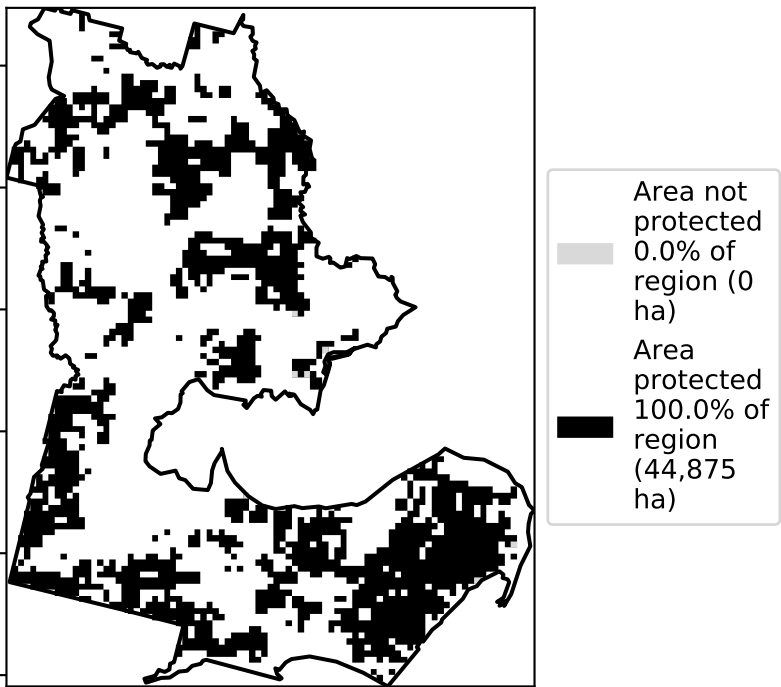 Area not
protected
0.0% of
region (0
ha)
Area
protected
100.0% of
region
(44,875
ha)